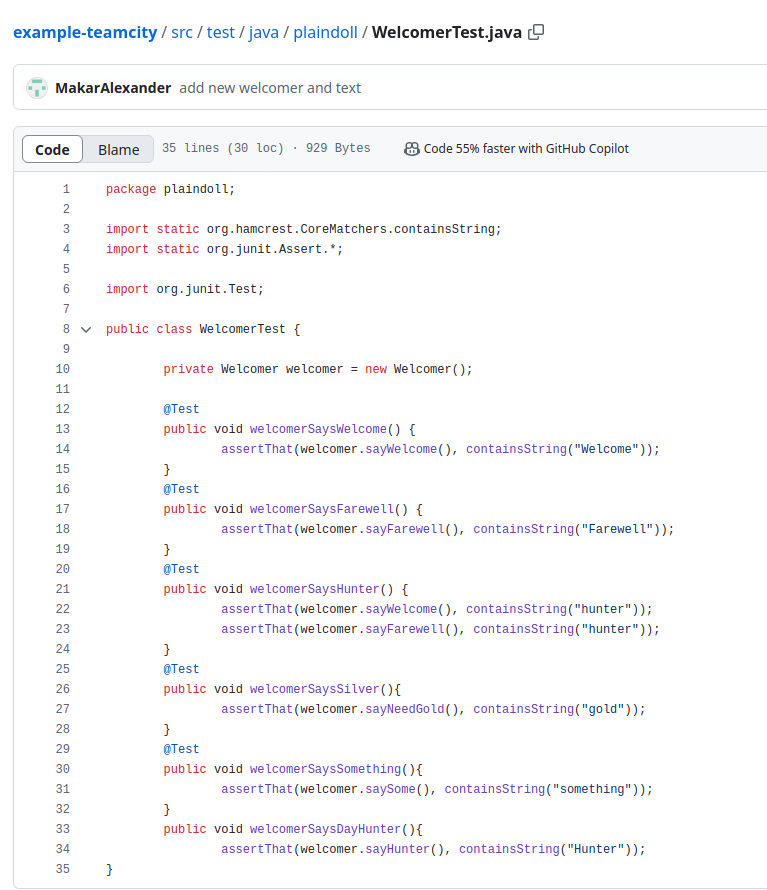 example-teamcity / src / test / java / plaindoll / WelcomerTest.java
MakarAlexander add new welcomer and text
Code Blame 35 lines (30 loc) · 929 Bytes Code 55% faster with GitHub Copilot
1 package plaindoll;
2
3 import static org.hamcrest.CoreMatchers.containsString;
4 import static org.junit.Assert.*;
5
6 import org.junit.Test;
7
8 public class WelcomerTest {
9
10 private Welcomer welcomer = new Welcomer();
11
12 @Test
13 public void welcomerSaysWelcome() {
14 assertThat(welcomer.sayWelcome(), containsString("Welcome"));
15 }
16 @Test
17 public void welcomerSaysFarewell() {
18 assertThat(welcomer.sayFarewell(), containsString("Farewell"));
19 }
20 @Test
21 public void welcomerSaysHunter() {
22 assertThat(welcomer.sayWelcome(), containsString("hunter"));
23 assertThat(welcomer.sayFarewell(), containsString("hunter"));
24 }
25 @Test
26 public void welcomerSaysSilver(){
27 assertThat(welcomer.sayNeedGold(), containsString("gold"));
28 }
29 @Test
30 public void welcomerSaysSomething(){
31 assertThat(welcomer.saySome(), containsString("something"));
32 }
33 public void welcomerSaysDayHunter(){
34 assertThat(welcomer.sayHunter(), containsString("Hunter"));
35 }